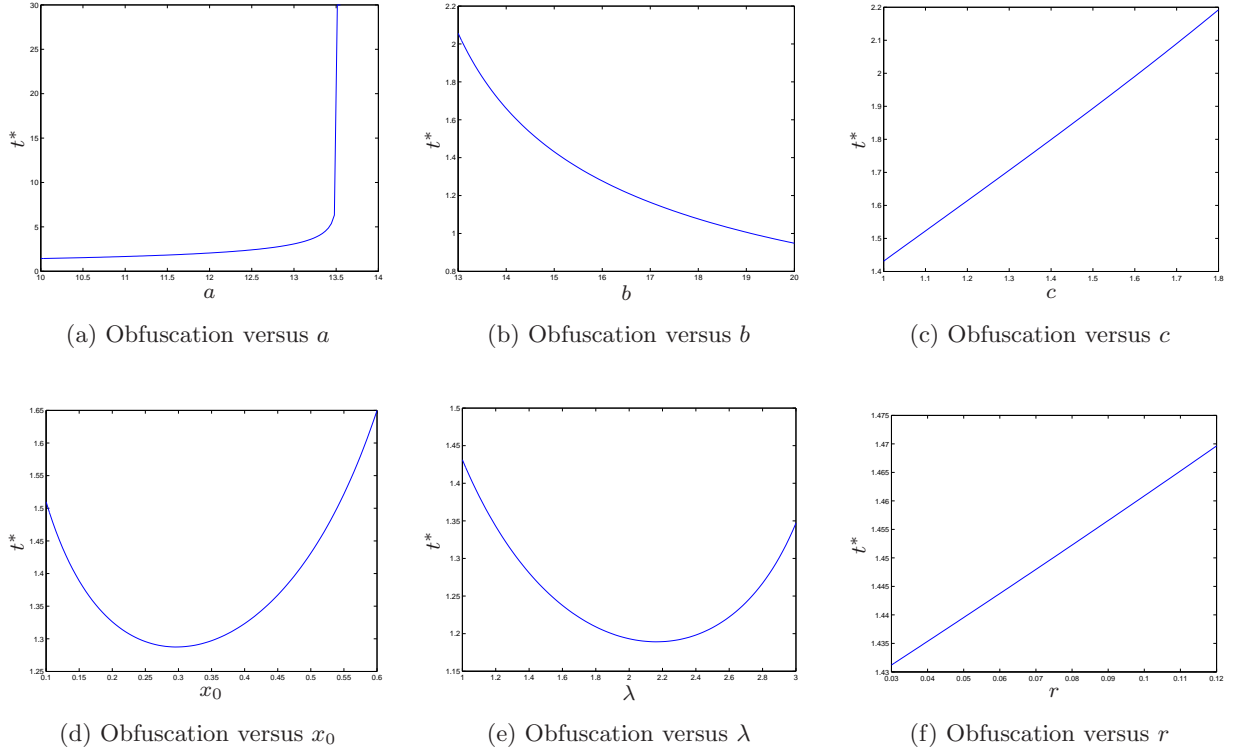 30
25
20
15
10
5
0
t*
10 10.5 11 11.5 12 12.5 13 13.5 14
a
(a) Obfuscation versus a
2.2
2
1.8
1.6
1.4
1.2
1
0.8
t*
13 14 15 16 17 18 19 20
b
(b) Obfuscation versus b
2.2
2.1
2
1.9
1.8
1.7
1.6
1.5
1.4
t*
1 1.1 1.2 1.3 1.4 1.5 1.6 1.7 1.8
c
(c) Obfuscation versus c
1.65
1.6
1.55
1.5
1.45
1.4
1.35
1.3
1.25
t*
0.1 0.15 0.2 0.25 0.3 0.35 0.4 0.45 0.5 0.55 0.6
x₀
(d) Obfuscation versus x₀
1.5
1.45
1.4
1.35
1.3
1.25
1.2
1.15
t*
1 1.2 1.4 1.6 1.8 2 2.2 2.4 2.6 2.8 3
λ
(e) Obfuscation versus λ
1.475
1.47
1.465
1.46
1.455
1.45
1.445
1.44
1.435
1.43
t*
0.03 0.04 0.05 0.06 0.07 0.08 0.09 0.1 0.11 0.12
r
(f) Obfuscation versus r